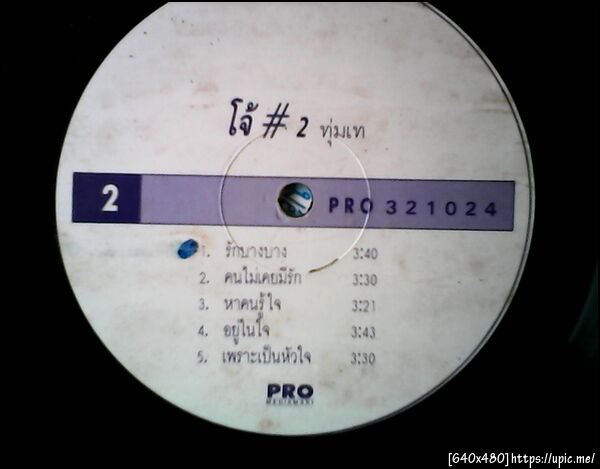 โจ้ # 2 ทุ่มเท
2 PRO 321024
1. รักบางบาง 3:40
2. คนไม่เคยมีรัก 3:30
3. หาคนรู้ใจ 3:21
4. อยู่ในใจ 3:43
5. เพราะเป็นหัวใจ 3:30
PRO
MEDIAMART
[640x480]https://upic.me/